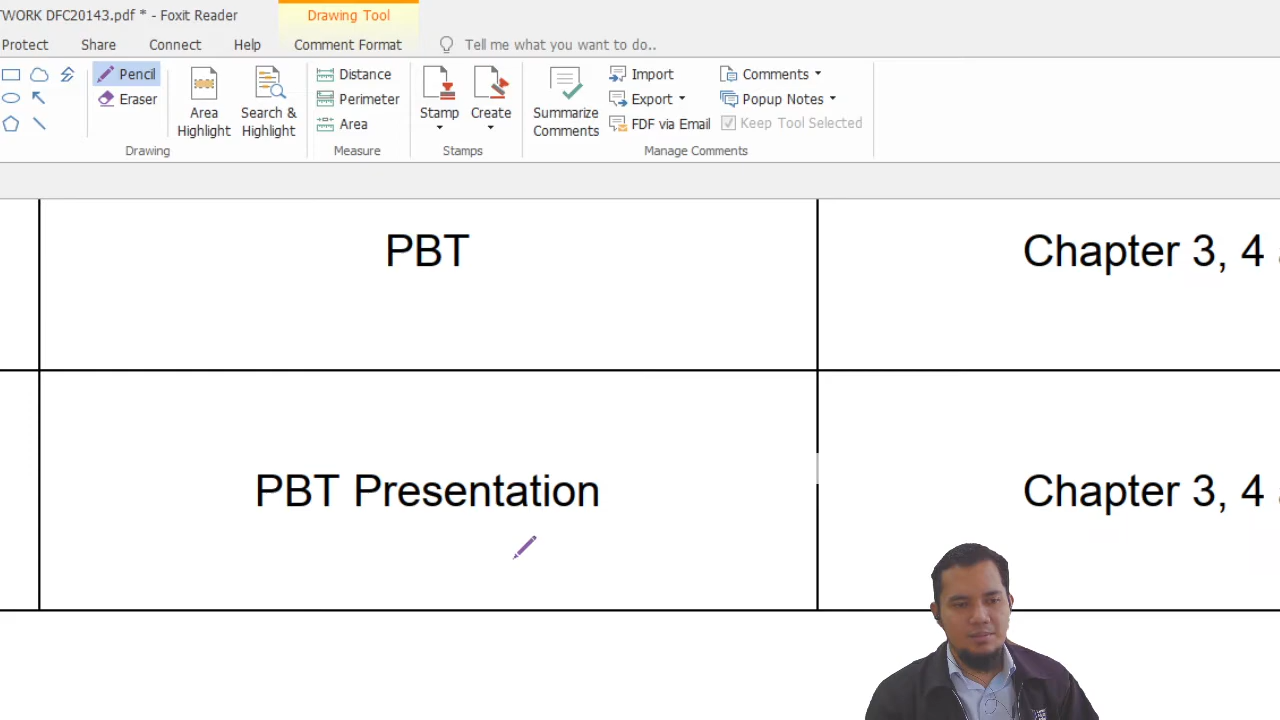 TWORK DFC20143.pdf * - Foxit Reader
Drawing Tool
Protect Share Connect Help Comment Format Tell me what you want to do..
Pencil
Eraser
Area Highlight
Search & Highlight
Drawing
Distance
Perimeter
Area
Measure
Stamp
Create
Stamps
Summarize Comments
Import
Export
FDF via Email
Comments
Popup Notes
Keep Tool Selected
Manage Comments
PBT Chapter 3, 4
PBT Presentation Chapter 3, 4